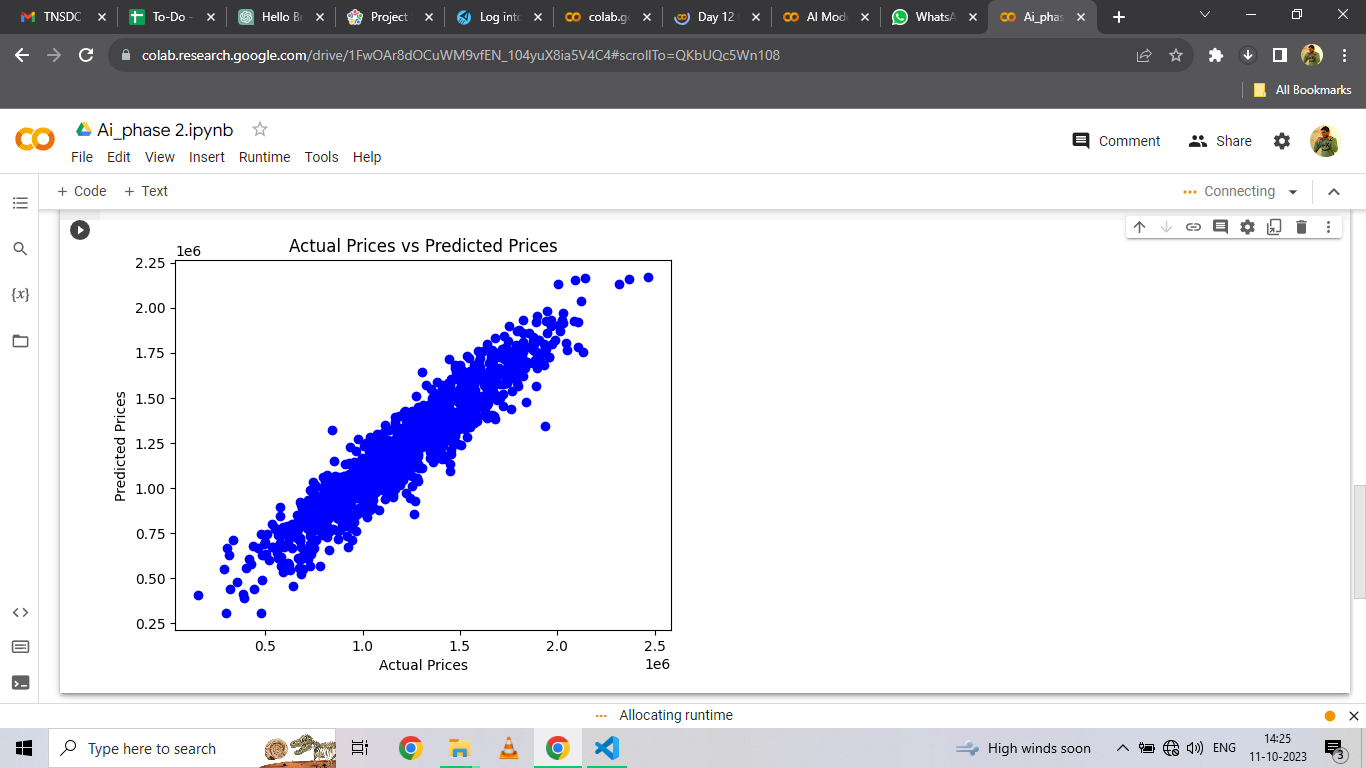 TNSDC
To-Do -
Hello Br
Project
Log into
colab.go
Day 12
AI Mode
WhatsA
Ai_phas
colab.research.google.com/drive/1FwOAr8dOCuWM9vfEN_104yuX8ia5V4C4#scrollTo=QKbUQc5Wn108
All Bookmarks
Ai_phase 2.ipynb
File Edit View Insert Runtime Tools Help
Comment Share
+ Code + Text
Connecting
{x}
Actual Prices vs Predicted Prices
1e6
2.25
2.00
1.75
1.50
1.25
1.00
0.75
0.50
0.25
Predicted Prices
0.5 1.0 1.5 2.0 2.5
Actual Prices
1e6
Allocating runtime
Type here to search
High winds soon
ENG
14:25
11-10-2023
3